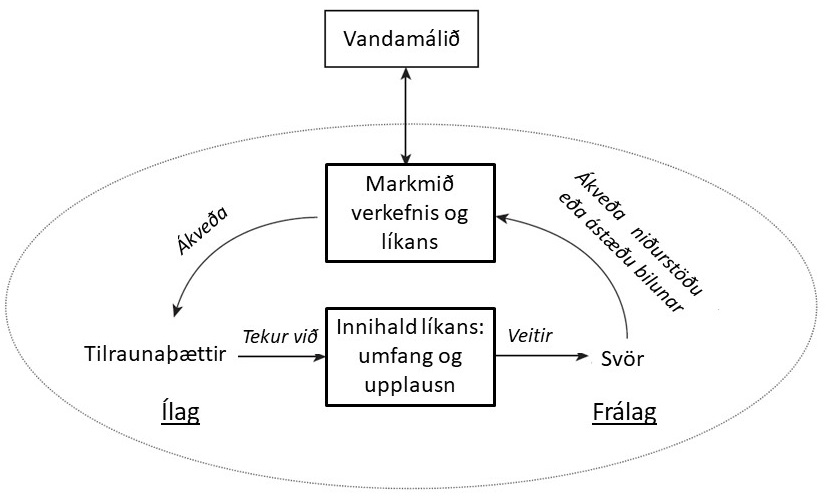 Vandamálið
Markmið
verkefnis og
líkans
Ákveða
Ákveða niðurstöðu
eða ástæðu bilunar
Tilraunaþættir
Tekur við
Innihald líkans:
umfang og
upplausn
Veitir
Svör
Ílag
Frálag